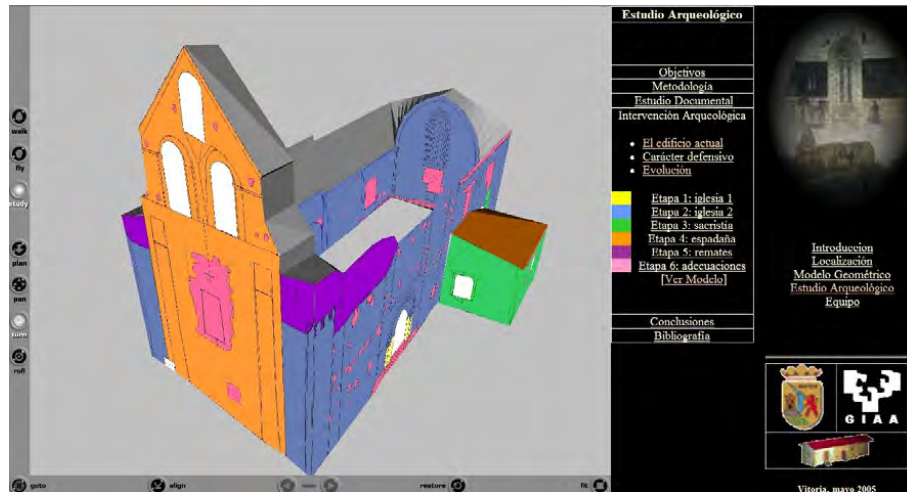 walk
fly
study
plan
pan
turn
roll
goto
align
restore
fit
Estudio Arqueológico
Objetivos
Metodología
Estudio Documental
Intervención Arqueológica
El edificio actual
Carácter defensivo
Evolución
Etapa 1: iglesia 1
Etapa 2: iglesia 2
Etapa 3: sacristía
Etapa 4: espadaña
Etapa 5: remates
Etapa 6: adecuaciones
[Ver Modelo]
Conclusiones
Bibliografía
Introduccion
Localización
Modelo Geométrico
Estudio Arqueológico
Equipo
GIAA
Vitoria, mayo 2005